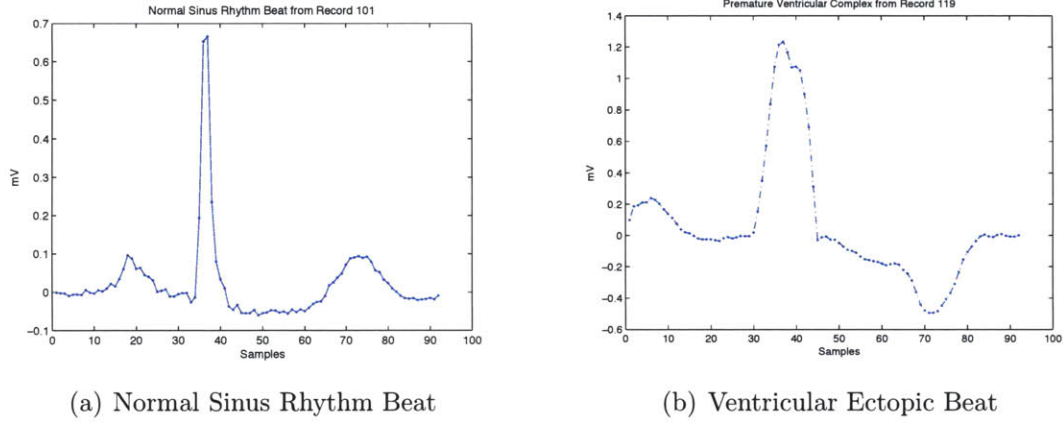 Normal Sinus Rhythm Beat from Record 101
0.7
0.6
0.5
0.4
0.3
0.2
0.1
0
−0.1
mV
0 10 20 30 40 50 60 70 80 90 100
Samples
(a) Normal Sinus Rhythm Beat
Premature Ventricular Complex from Record 119
1.4
1.2
1
0.8
0.6
0.4
0.2
0
−0.2
−0.4
−0.6
mV
0 10 20 30 40 50 60 70 80 90 100
Samples
(b) Ventricular Ectopic Beat